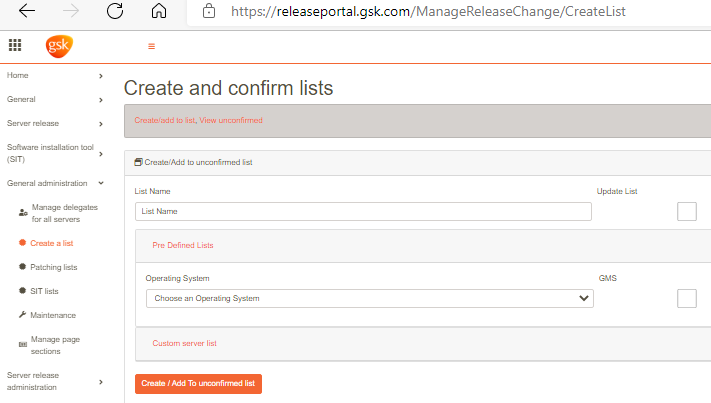 https://releaseportal.gsk.com/ManageReleaseChange/CreateList
gsk
Home
General
Server release
Software installation tool
(SIT)
General administration
Manage delegates
for all servers
Create a list
Patching lists
SIT lists
Maintenance
Manage page
sections
Server release
administration
Create and confirm lists
Create/add to list, View unconfirmed
Create/Add to unconfirmed list
List Name
Update List
List Name
Pre Defined Lists
Operating System
GMS
Choose an Operating System
Custom server list
Create / Add To unconfirmed list